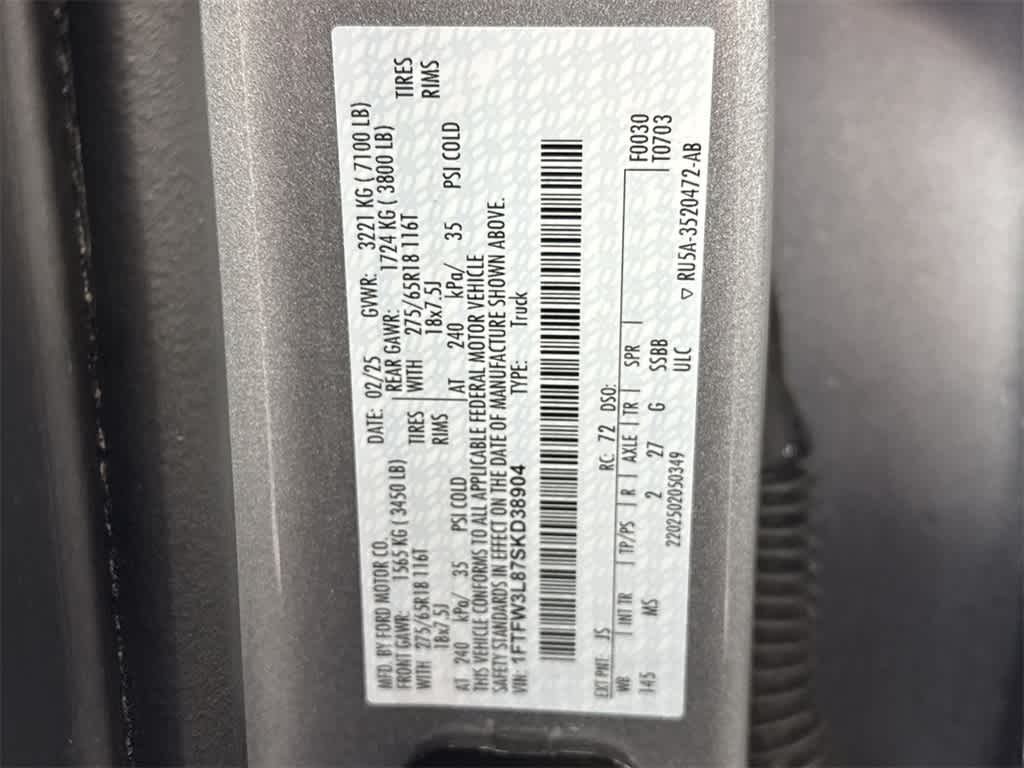 MFD. BY FORD MOTOR CO. DATE: 02/25 GVWR: 3221 KG ( 7100 LB)
FRONT GAWR: 1565 KG ( 3450 LB) REAR GAWR: 1724 KG ( 3800 LB)
WITH 275/65R18 116T TIRES WITH 275/65R18 116T TIRES
18x7.5J RIMS 18x7.5J RIMS
AT 240 kPa/ 35 PSI COLD AT 240 kPa/ 35 PSI COLD
THIS VEHICLE CONFORMS TO ALL APPLICABLE FEDERAL MOTOR VEHICLE
SAFETY STANDARDS IN EFFECT ON THE DATE OF MANUFACTURE SHOWN ABOVE.
VIN: 1FTFW3L87SKD38904 TYPE: Truck
EXT PNT: JS RC: 72 DSO: F0030
WB INT TR TP/PS R AXLE TR SPR T0703
145 MS 2 27 G SSBB
2202502050349 ULC ▽ RU5A-3520472-AB